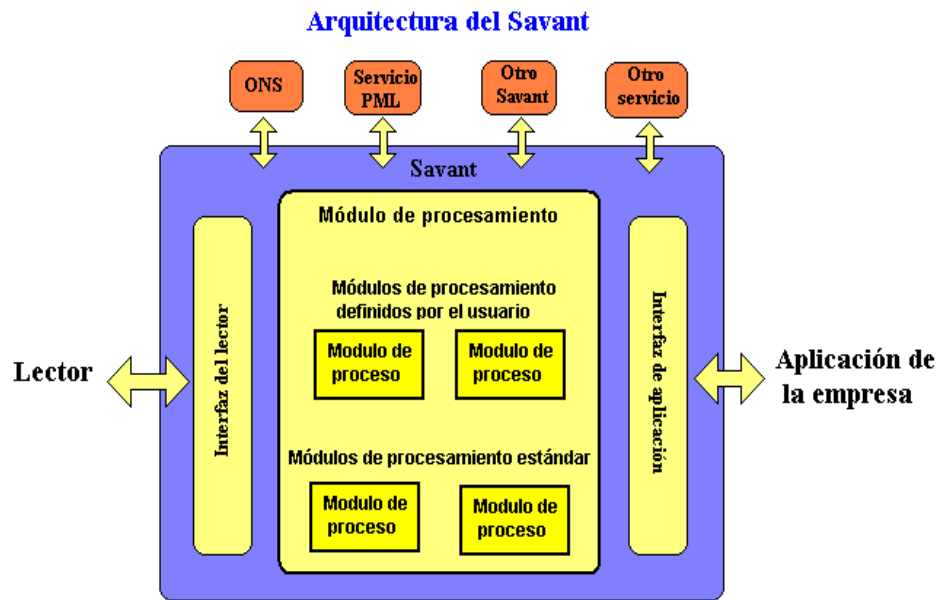 Arquitectura del Savant
ONS
Servicio
PML
Otro
Savant
Otro
servicio
Savant
Módulo de procesamiento
Módulos de procesamiento
definidos por el usuario
Modulo de
proceso
Modulo de
proceso
Módulos de procesamiento estándar
Modulo de
proceso
Modulo de
proceso
Interfaz del lector
Interfaz de aplicación
Lector
Aplicación de
la empresa